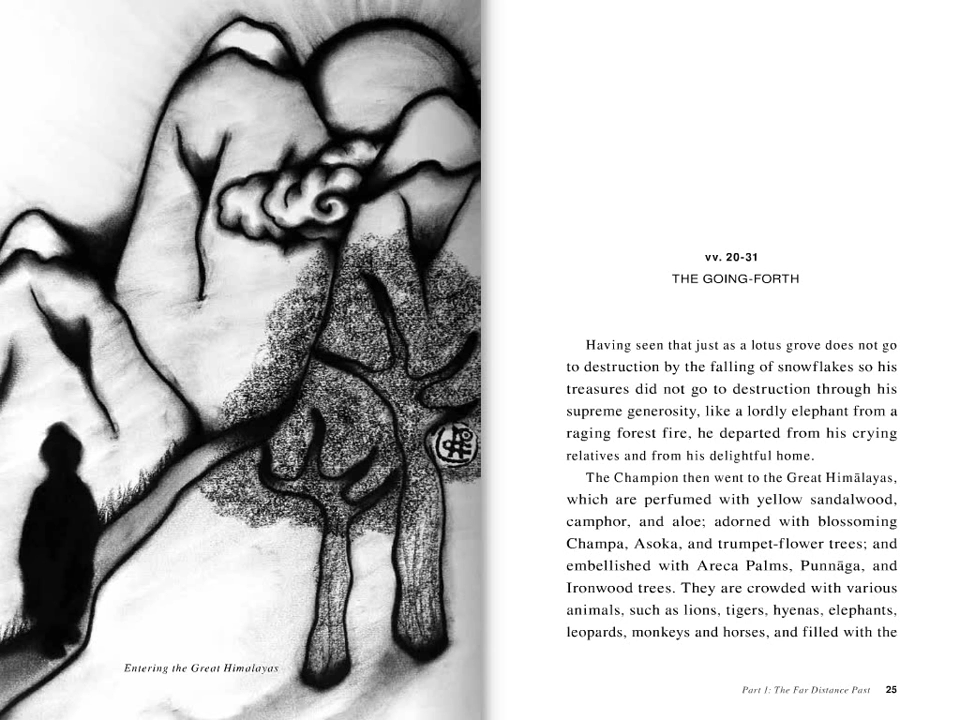 Entering the Great Himalayas
vv. 20-31
THE GOING-FORTH
Having seen that just as a lotus grove does not go
to destruction by the falling of snowflakes so his
treasures did not go to destruction through his
supreme generosity, like a lordly elephant from a
raging forest fire, he departed from his crying
relatives and from his delightful home.
The Champion then went to the Great Himālayas,
which are perfumed with yellow sandalwood,
camphor, and aloe; adorned with blossoming
Champa, Asoka, and trumpet-flower trees; and
embellished with Areca Palms, Punnāga, and
Ironwood trees. They are crowded with various
animals, such as lions, tigers, hyenas, elephants,
leopards, monkeys and horses, and filled with the
Part 1: The Far Distance Past 25